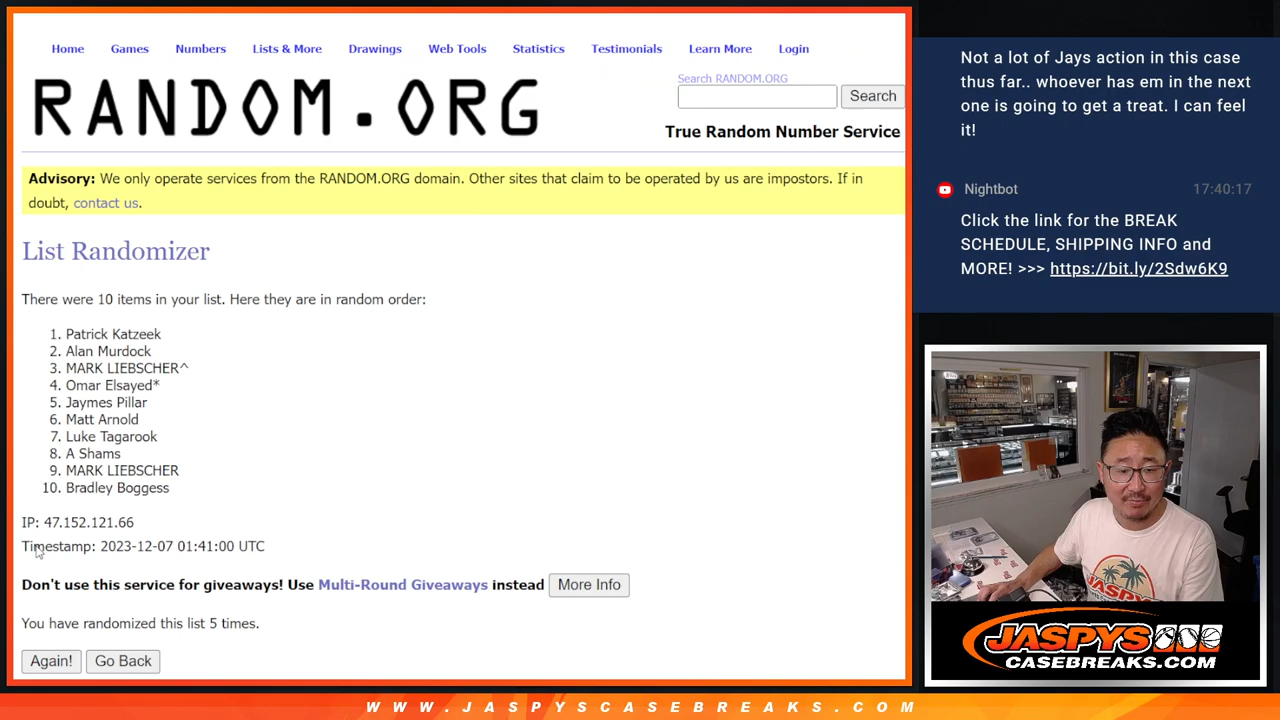 Home Games Numbers Lists & More Drawings Web Tools Statistics Testimonials Learn More Login
RANDOM.ORG
Search RANDOM.ORG
Search
True Random Number Service
Advisory: We only operate services from the RANDOM.ORG domain. Other sites that claim to be operated by us are impostors. If in
doubt, contact us.
List Randomizer
There were 10 items in your list. Here they are in random order:
1. Patrick Katzeek
2. Alan Murdock
3. MARK LIEBSCHER^
4. Omar Elsayed*
5. Jaymes Pillar
6. Matt Arnold
7. Luke Tagarook
8. A Shams
9. MARK LIEBSCHER
10. Bradley Boggess
IP: 47.152.121.66
Timestamp: 2023-12-07 01:41:00 UTC
Don't use this service for giveaways! Use Multi-Round Giveaways instead More Info
You have randomized this list 5 times.
Again! Go Back
Not a lot of Jays action in this case
thus far.. whoever has em in the next
one is going to get a treat. I can feel
it!
Nightbot 17:40:17
Click the link for the BREAK
SCHEDULE, SHIPPING INFO and
MORE! >>> https://bit.ly/2Sdw6K9
JASPYS
CASEBREAKS.COM
WWW.JASPYSCASEBREAKS.COM